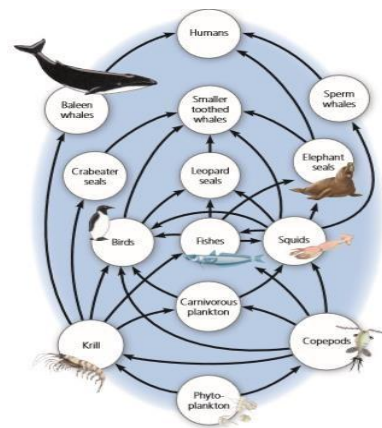 Humans
Baleen
whales
Smaller
toothed
whales
Sperm
whales
Crabeater
seals
Leopard
seals
Elephant
seals
Birds
Fishes
Squids
Carnivorous
plankton
Krill
Copepods
Phyto-
plankton